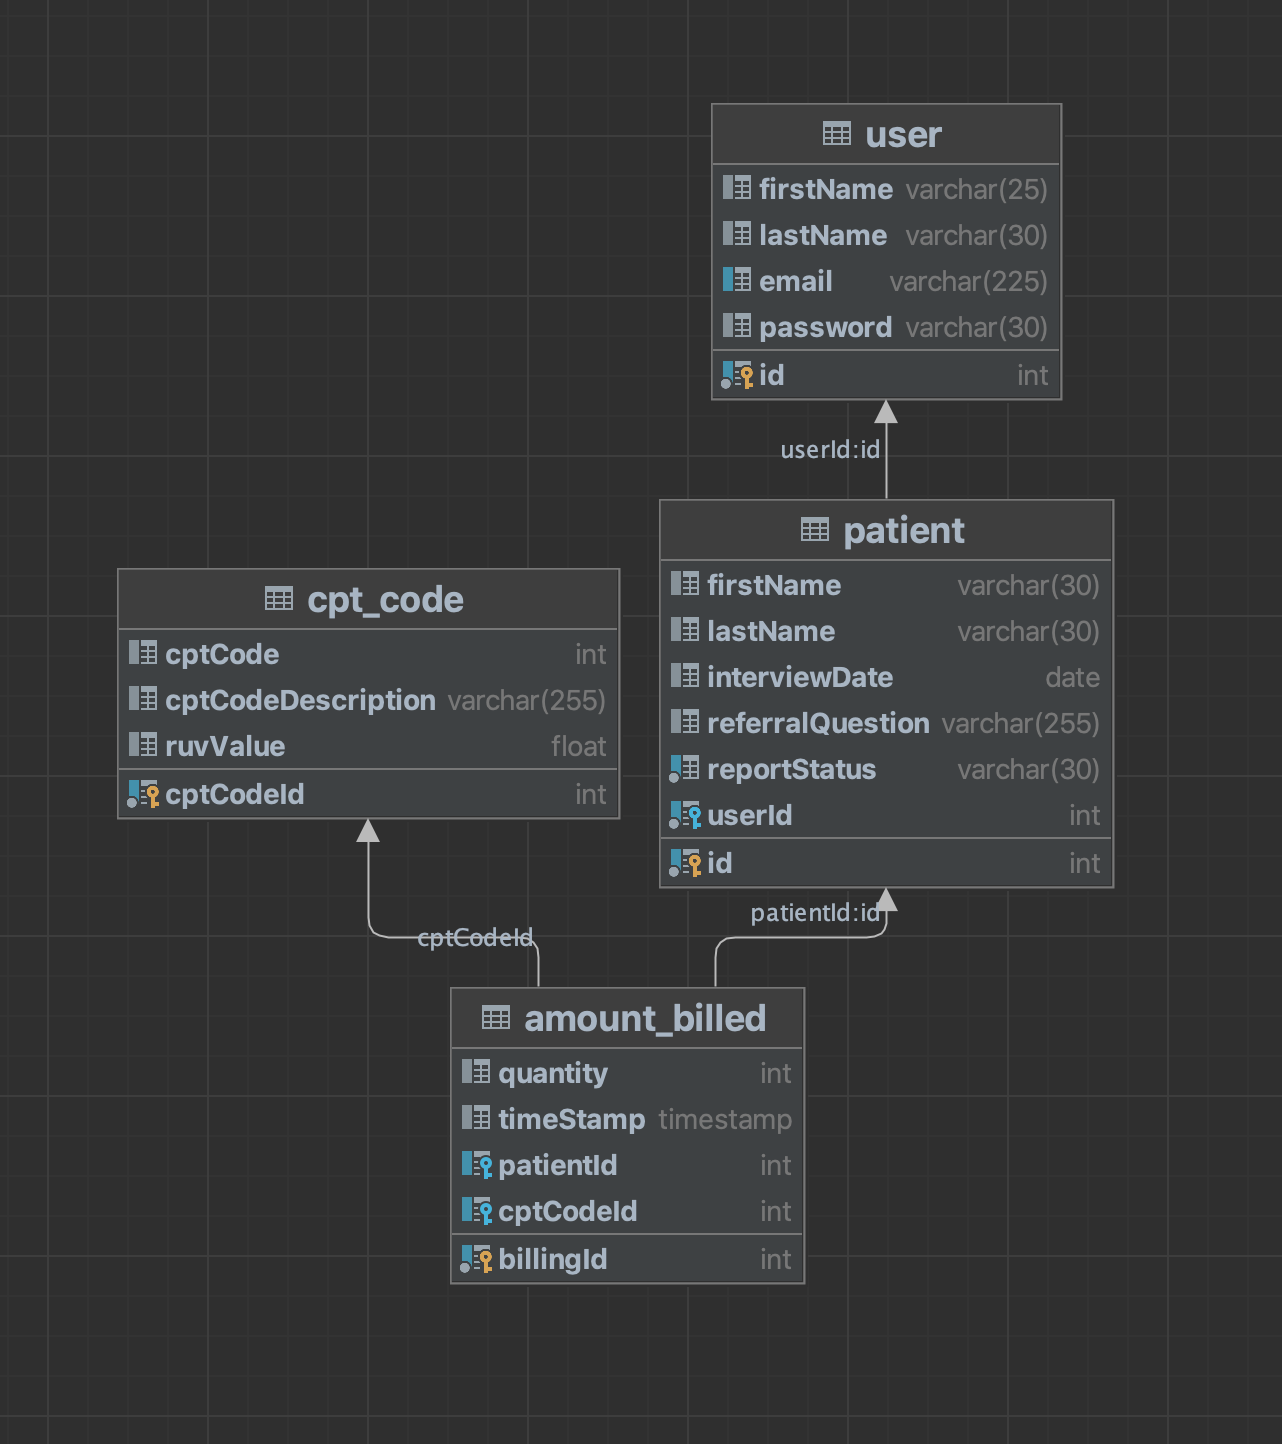 user
firstName varchar(25)
lastName varchar(30)
email varchar(225)
password varchar(30)
id int
userId:id
patient
firstName varchar(30)
lastName varchar(30)
interviewDate date
referralQuestion varchar(255)
reportStatus varchar(30)
userId int
id int
cpt_code
cptCode int
cptCodeDescription varchar(255)
ruvValue float
cptCodeId int
patientId:id
cptCodeId
amount_billed
quantity int
timeStamp timestamp
patientId int
cptCodeId int
billingId int